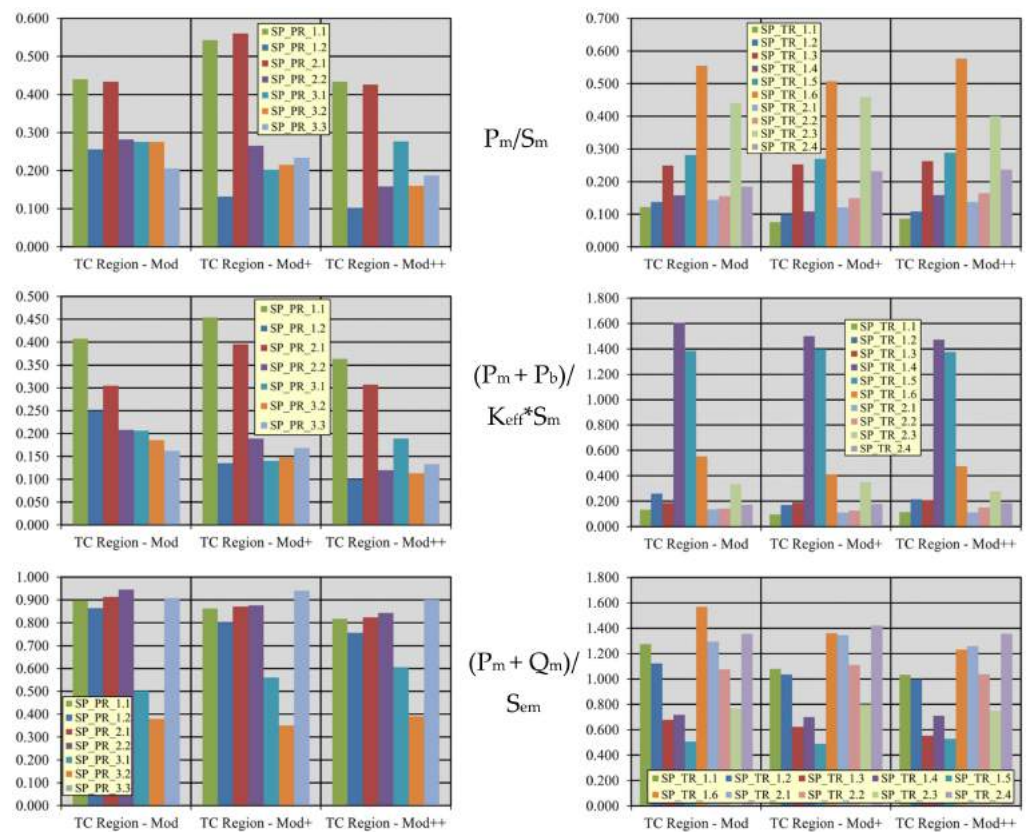 0.600
0.500
0.400
0.300
0.200
0.100
0.000
SP_PR_1.1
SP_PR_1.2
SP_PR_2.1
SP_PR_2.2
SP_PR_3.1
SP_PR_3.2
SP_PR_3.3
TC Region - Mod TC Region - Mod+ TC Region - Mod++
Pm/Sm
0.700
0.600
0.500
0.400
0.300
0.200
0.100
0.000
SP_TR_1.1
SP_TR_1.2
SP_TR_1.3
SP_TR_1.4
SP_TR_1.5
SP_TR_1.6
SP_TR_2.1
SP_TR_2.2
SP_TR_2.3
SP_TR_2.4
TC Region - Mod TC Region - Mod+ TC Region - Mod++
0.500
0.450
0.400
0.350
0.300
0.250
0.200
0.150
0.100
0.050
0.000
SP_PR_1.1
SP_PR_1.2
SP_PR_2.1
SP_PR_2.2
SP_PR_3.1
SP_PR_3.2
SP_PR_3.3
TC Region - Mod TC Region - Mod+ TC Region - Mod++
(Pm + Pb)/
Keff*Sm
1.800
1.600
1.400
1.200
1.000
0.800
0.600
0.400
0.200
0.000
SP_TR_1.1
SP_TR_1.2
SP_TR_1.3
SP_TR_1.4
SP_TR_1.5
SP_TR_1.6
SP_TR_2.1
SP_TR_2.2
SP_TR_2.3
SP_TR_2.4
TC Region - Mod TC Region - Mod+ TC Region - Mod++
1.000
0.900
0.800
0.700
0.600
0.500
0.400
0.300
0.200
0.100
0.000
SP_PR_1.1
SP_PR_1.2
SP_PR_2.1
SP_PR_2.2
SP_PR_3.1
SP_PR_3.2
SP_PR_3.3
TC Region - Mod TC Region - Mod+ TC Region - Mod++
(Pm + Qm)/
Sem
1.800
1.600
1.400
1.200
1.000
0.800
0.600
0.400
0.200
0.000
SP_TR_1.1 SP_TR_1.2 SP_TR_1.3 SP_TR_1.4 SP_TR_1.5
SP_TR_1.6 SP_TR_2.1 SP_TR_2.2 SP_TR_2.3 SP_TR_2.4
TC Region - Mod TC Region - Mod+ TC Region - Mod++